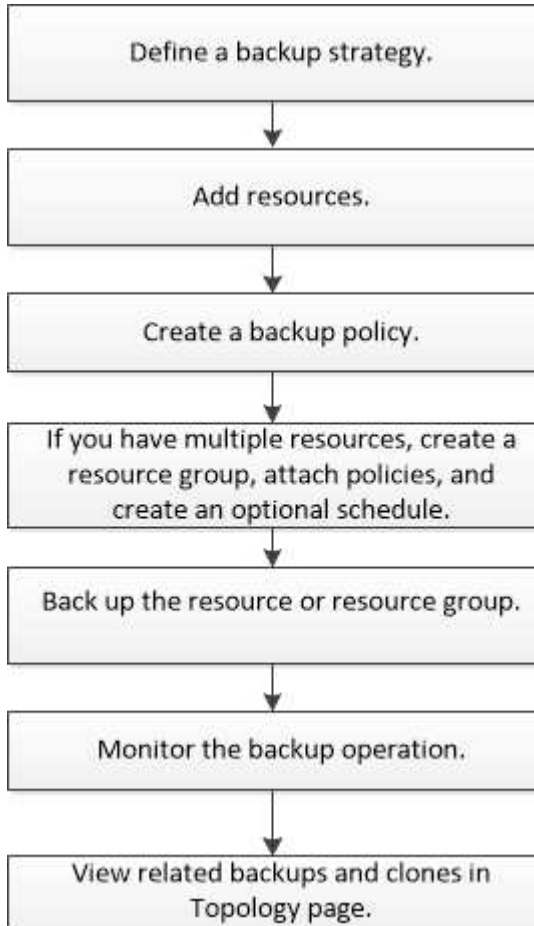 Define a backup strategy.
Add resources.
Create a backup policy.
If you have multiple resources, create a
resource group, attach policies, and
create an optional schedule.
Back up the resource or resource group.
Monitor the backup operation.
View related backups and clones in
Topology page.